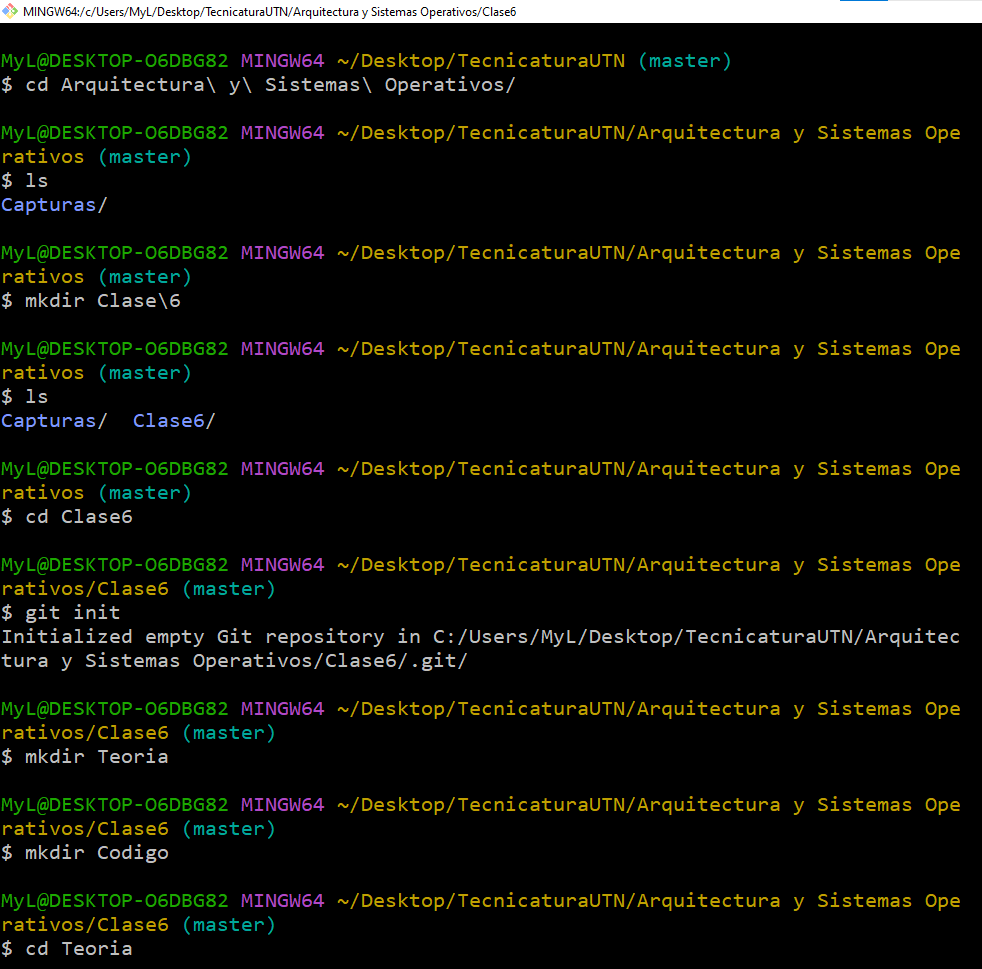 MINGW64:/c/Users/MyL/Desktop/TecnicaturaUTN/Arquitectura y Sistemas Operativos/Clase6
MyL@DESKTOP-O6DBG82 MINGW64 ~/Desktop/TecnicaturaUTN (master)
$ cd Arquitectura\ y\ Sistemas\ Operativos/
MyL@DESKTOP-O6DBG82 MINGW64 ~/Desktop/TecnicaturaUTN/Arquitectura y Sistemas Ope
rativos (master)
$ ls
Capturas/
MyL@DESKTOP-O6DBG82 MINGW64 ~/Desktop/TecnicaturaUTN/Arquitectura y Sistemas Ope
rativos (master)
$ mkdir Clase\6
MyL@DESKTOP-O6DBG82 MINGW64 ~/Desktop/TecnicaturaUTN/Arquitectura y Sistemas Ope
rativos (master)
$ ls
Capturas/  Clase6/
MyL@DESKTOP-O6DBG82 MINGW64 ~/Desktop/TecnicaturaUTN/Arquitectura y Sistemas Ope
rativos (master)
$ cd Clase6
MyL@DESKTOP-O6DBG82 MINGW64 ~/Desktop/TecnicaturaUTN/Arquitectura y Sistemas Ope
rativos/Clase6 (master)
$ git init
Initialized empty Git repository in C:/Users/MyL/Desktop/TecnicaturaUTN/Arquitec
tura y Sistemas Operativos/Clase6/.git/
MyL@DESKTOP-O6DBG82 MINGW64 ~/Desktop/TecnicaturaUTN/Arquitectura y Sistemas Ope
rativos/Clase6 (master)
$ mkdir Teoria
MyL@DESKTOP-O6DBG82 MINGW64 ~/Desktop/TecnicaturaUTN/Arquitectura y Sistemas Ope
rativos/Clase6 (master)
$ mkdir Codigo
MyL@DESKTOP-O6DBG82 MINGW64 ~/Desktop/TecnicaturaUTN/Arquitectura y Sistemas Ope
rativos/Clase6 (master)
$ cd Teoria